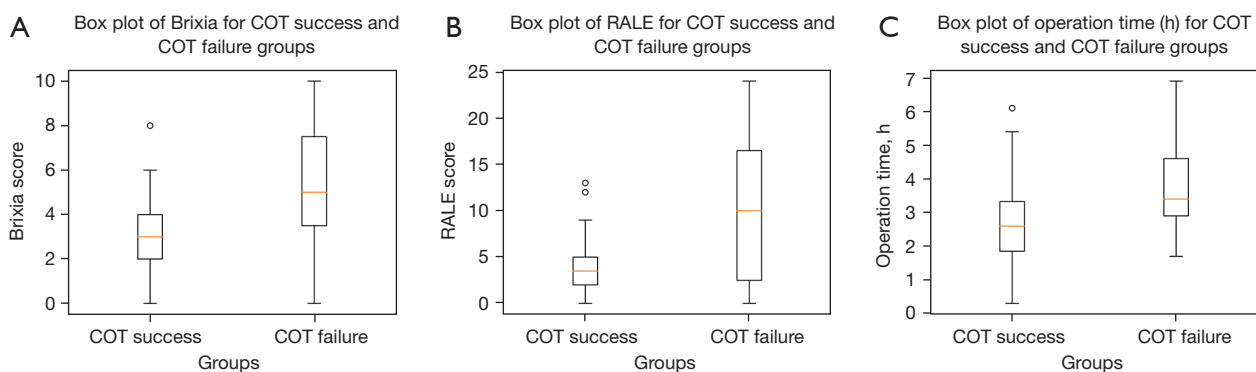 A
Box plot of Brixia for COT success and
COT failure groups
10
8
6
4
2
0
Brixia score
COT success
COT failure
Groups
B
Box plot of RALE for COT success and
COT failure groups
25
20
15
10
5
0
RALE score
COT success
COT failure
Groups
C
Box plot of operation time (h) for COT
success and COT failure groups
7
6
5
4
3
2
1
0
Operation time, h
COT success
COT failure
Groups